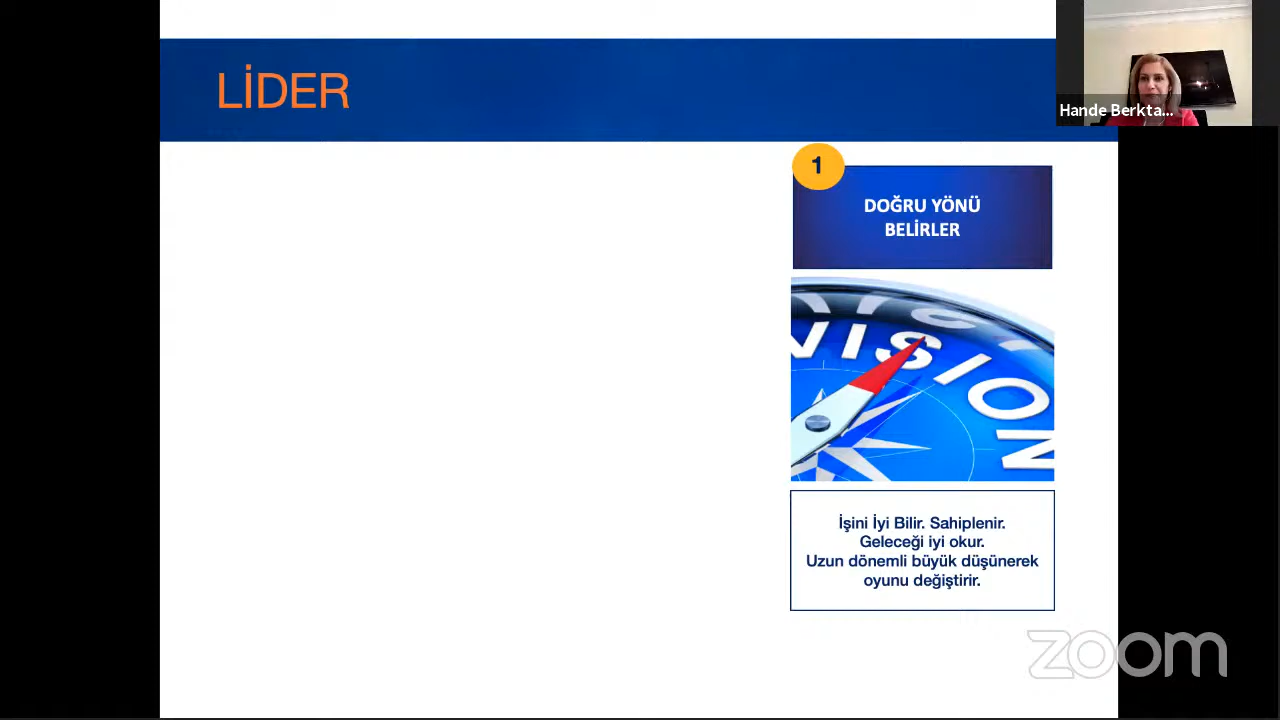 LİDER
Hande Berkta...
1
DOĞRU YÖNÜ
BELİRLER
VISION
İşini İyi Bilir. Sahiplenir.
Geleceği iyi okur.
Uzun dönemli büyük düşünerek
oyunu değiştirir.
zoom